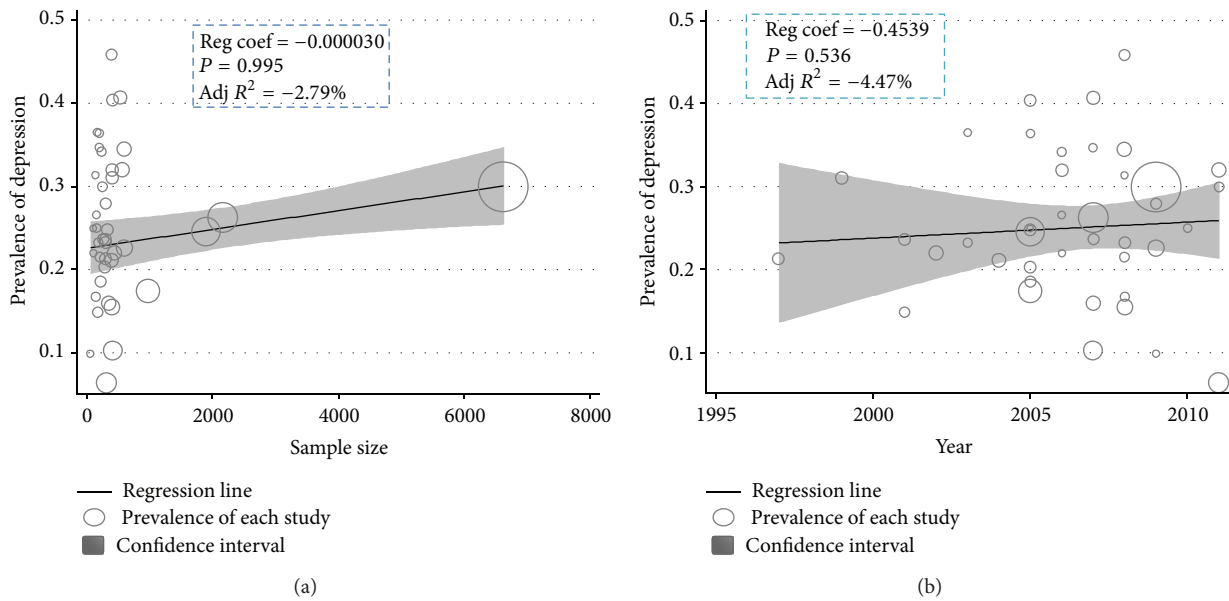 Reg coef = −0.000030
P = 0.995
Adj R² = −2.79%
Prevalence of depression
0.5
0.4
0.3
0.2
0.1
0
2000
4000
6000
8000
Sample size
Regression line
Prevalence of each study
Confidence interval
(a)
Reg coef = −0.4539
P = 0.536
Adj R² = −4.47%
Prevalence of depression
0.5
0.4
0.3
0.2
0.1
1995
2000
2005
2010
Year
Regression line
Prevalence of each study
Confidence interval
(b)